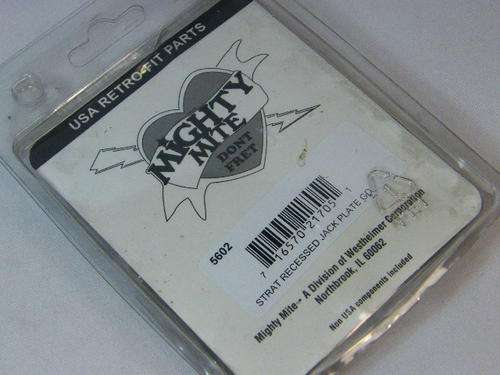 USA RETRO-FIT PARTS
MIGHTY
MITE
DONT
FRET
5602
7 16570 21705 1
STRAT RECESSED JACK PLATE GO
Mighty Mite - A Division of Westheimer Corporation
Northbrook, IL 60062
Non USA components included